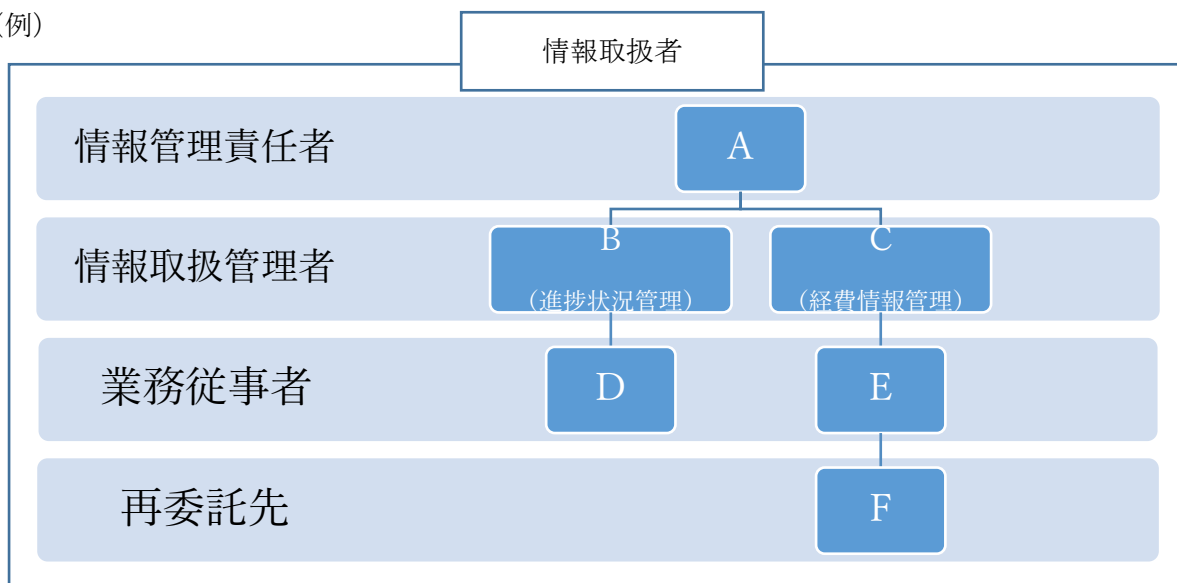 (例)
情報取扱者
情報管理責任者
A
情報取扱管理者
B
(進捗状況管理)
C
(経費情報管理)
業務従事者
D
E
再委託先
F